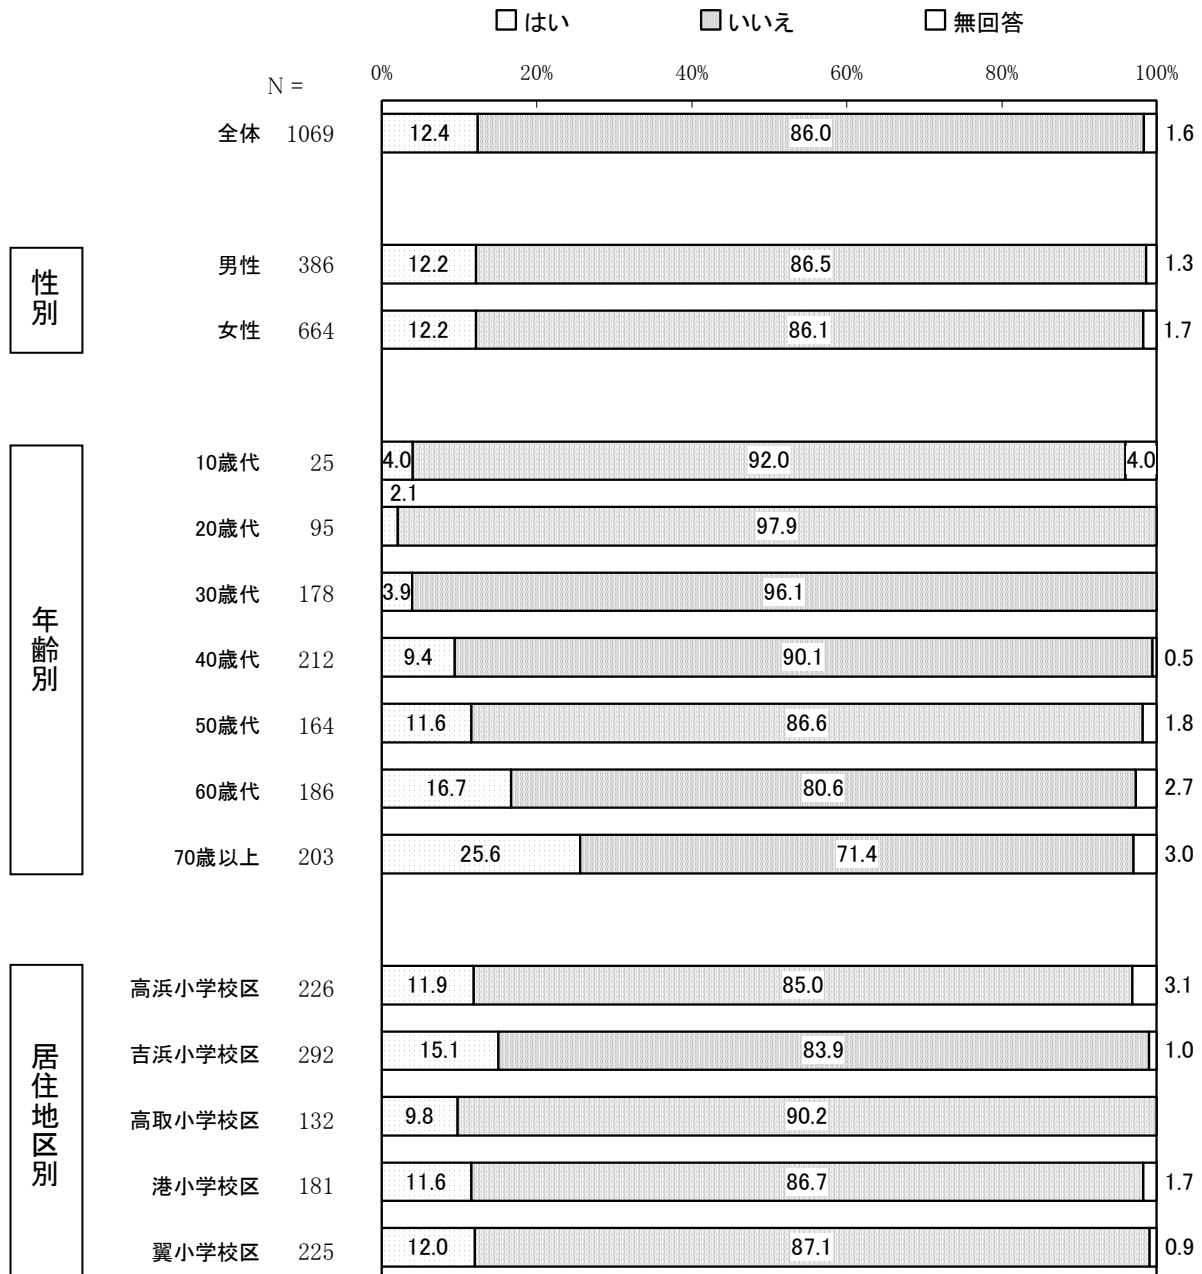 はい いいえ 無回答
N = 0% 20% 40% 60% 80% 100%
全体 1069 12.4 86.0 1.6
性別
男性 386 12.2 86.5 1.3
女性 664 12.2 86.1 1.7
年齢別
10歳代 25 4.0 92.0 4.0
2.1
20歳代 95 97.9
30歳代 178 3.9 96.1
40歳代 212 9.4 90.1 0.5
50歳代 164 11.6 86.6 1.8
60歳代 186 16.7 80.6 2.7
70歳以上 203 25.6 71.4 3.0
居住地区別
高浜小学校区 226 11.9 85.0 3.1
吉浜小学校区 292 15.1 83.9 1.0
高取小学校区 132 9.8 90.2
港小学校区 181 11.6 86.7 1.7
翼小学校区 225 12.0 87.1 0.9